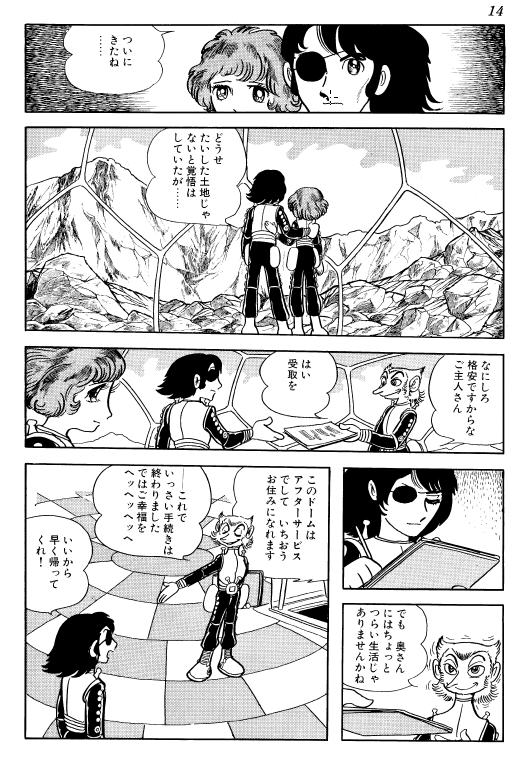 14
ついに
きたね
……
どうせ
たいした土地じゃ
ないと覚悟は
していたが……
なにしろ
格安ですからな
ご主人さん
はい
受取を
このドームは
アフターサービス
でして いちおう
お住みになれます
これで
いっさい手続きは
終わりました
ではご幸福を
ヘッヘッヘッ
いいから
早く帰って
くれ!
でも 奥さん
にはちょっと
つらい生活じゃ
ありませんかね